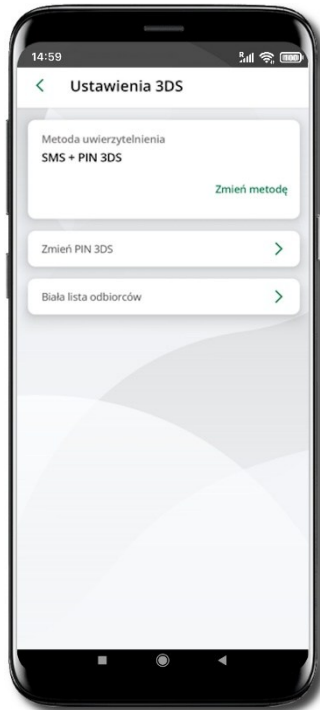 14:59
Ustawienia 3DS
Metoda uwierzytelnienia
SMS + PIN 3DS
Zmień metodę
Zmień PIN 3DS
Biała lista odbiorców